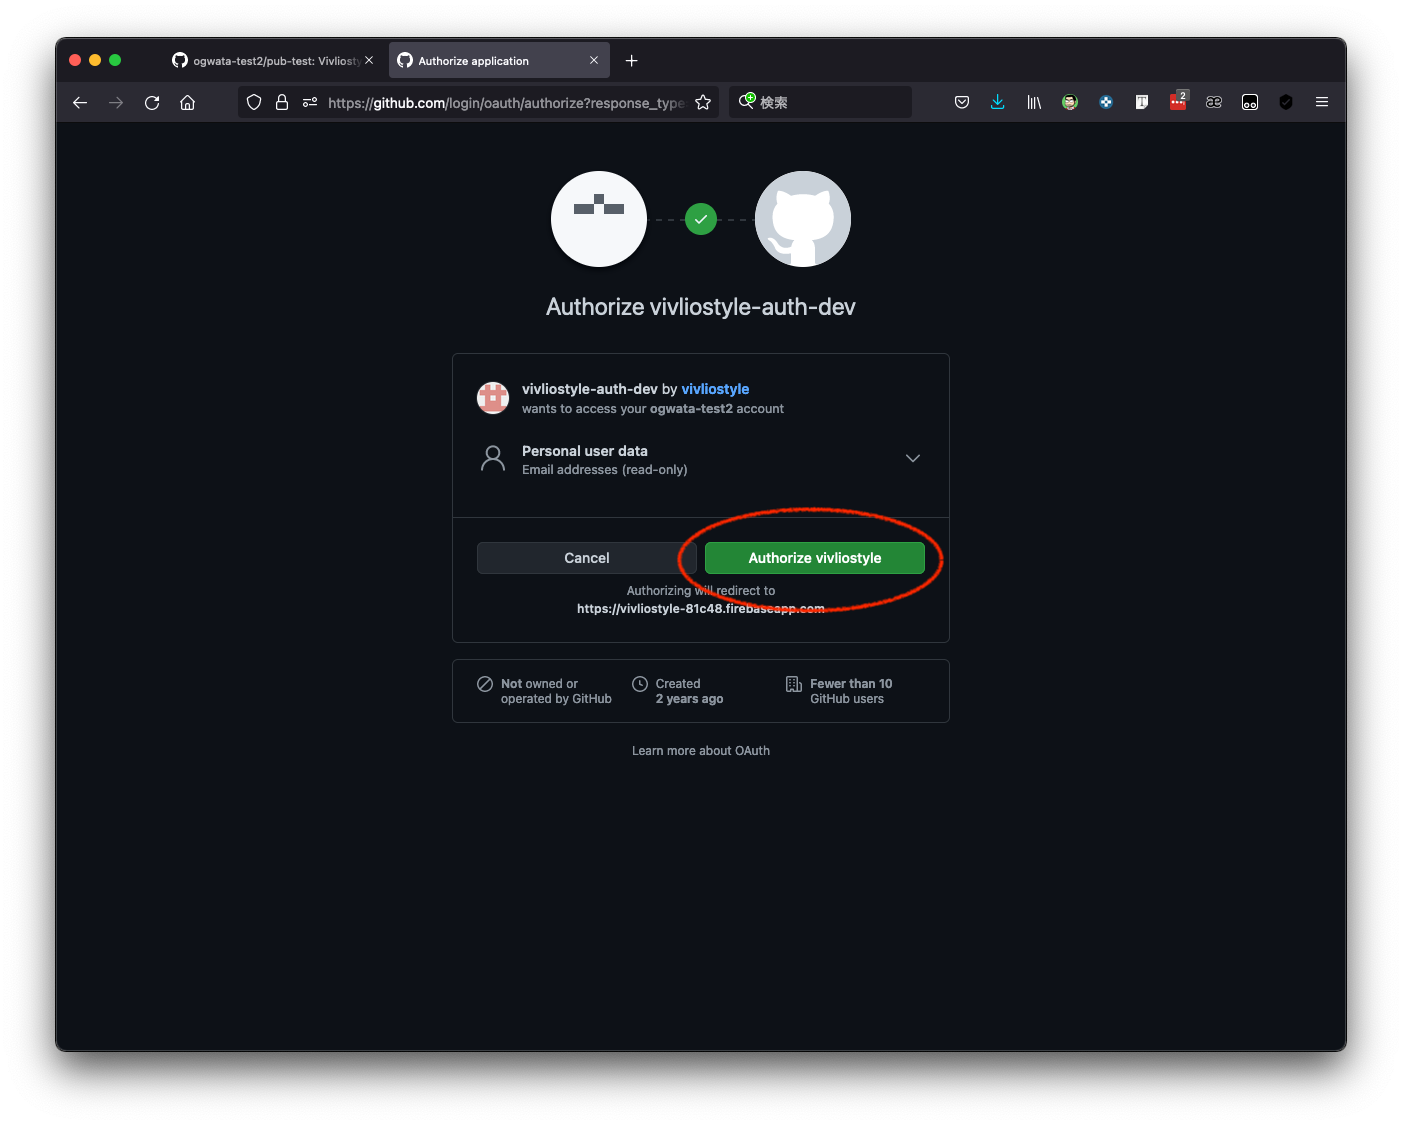 ogwata-test2/pub-test: Vivliosty
Authorize application
https://github.com/login/oauth/authorize?response_type
検索
2
Authorize vivliostyle-auth-dev
vivliostyle-auth-dev by vivliostyle
wants to access your ogwata-test2 account
Personal user data
Email addresses (read-only)
Cancel
Authorize vivliostyle
Authorizing will redirect to
https://vivliostyle-81c48.firebaseapp.com
Not owned or
operated by GitHub
Created
2 years ago
Fewer than 10
GitHub users
Learn more about OAuth